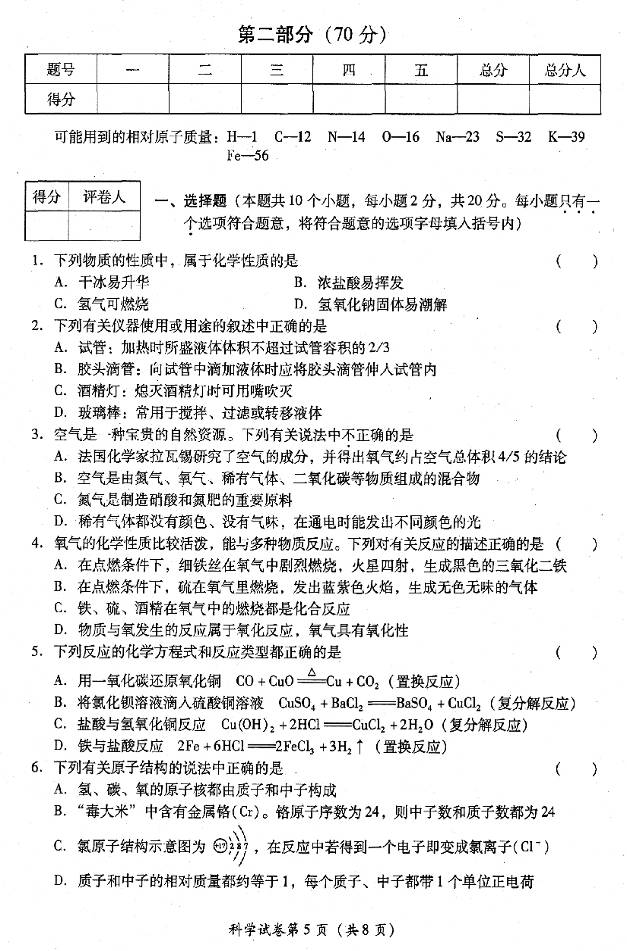 第二部分（70分）
题号 一 二 三 四 五 总分 总分人
得分
可能用到的相对原子质量：H—1 C—12 N—14 O—16 Na—23 S—32 K—39
Fe—56
得分 评卷人
一、选择题（本题共10个小题，每小题2分，共20分。每小题只有一
个选项符合题意，将符合题意的选项字母填入括号内）
1．下列物质的性质中，属于化学性质的是（ ）
A．干冰易升华 B．浓盐酸易挥发
C．氢气可燃烧 D．氢氧化钠固体易潮解
2．下列有关仪器使用或用途的叙述中正确的是（ ）
A．试管：加热时所盛液体体积不超过试管容积的2/3
B．胶头滴管：向试管中滴加液体时应将胶头滴管伸入试管内
C．酒精灯：熄灭酒精灯时可用嘴吹灭
D．玻璃棒：常用于搅拌、过滤或转移液体
3．空气是一种宝贵的自然资源。下列有关说法中不正确的是（ ）
A．法国化学家拉瓦锡研究了空气的成分，并得出氧气约占空气总体积4/5的结论
B．空气是由氮气、氧气、稀有气体、二氧化碳等物质组成的混合物
C．氮气是制造硝酸和氮肥的重要原料
D．稀有气体都没有颜色、没有气味，在通电时能发出不同颜色的光
4．氧气的化学性质比较活泼，能与多种物质反应。下列对有关反应的描述正确的是（ ）
A．在点燃条件下，细铁丝在氧气中剧烈燃烧，火星四射，生成黑色的三氧化二铁
B．在点燃条件下，硫在氧气里燃烧，发出蓝紫色火焰，生成无色无味的气体
C．铁、硫、酒精在氧气中的燃烧都是化合反应
D．物质与氧发生的反应属于氧化反应，氧气具有氧化性
5．下列反应的化学方程式和反应类型都正确的是（ ）
A．用一氧化碳还原氧化铜 CO + CuO ══△══ Cu + CO₂（置换反应）
B．将氯化钡溶液滴入硫酸铜溶液 CuSO₄ + BaCl₂ ══ BaSO₄ + CuCl₂（复分解反应）
C．盐酸与氢氧化铜反应 Cu(OH)₂ + 2HCl ══ CuCl₂ + 2H₂O（复分解反应）
D．铁与盐酸反应 2Fe + 6HCl ══ 2FeCl₃ + 3H₂↑（置换反应）
6．下列有关原子结构的说法中正确的是（ ）
A．氢、碳、氧的原子核都由质子和中子构成
B．“毒大米”中含有金属铬(Cr)。铬原子序数为24，则中子数和质子数都为24
C．氯原子结构示意图为 +17 2 8 7，在反应中若得到一个电子即变成氯离子(Cl⁻)
D．质子和中子的相对质量都约等于1，每个质子、中子都带1个单位正电荷
科学试卷第5页（共8页）